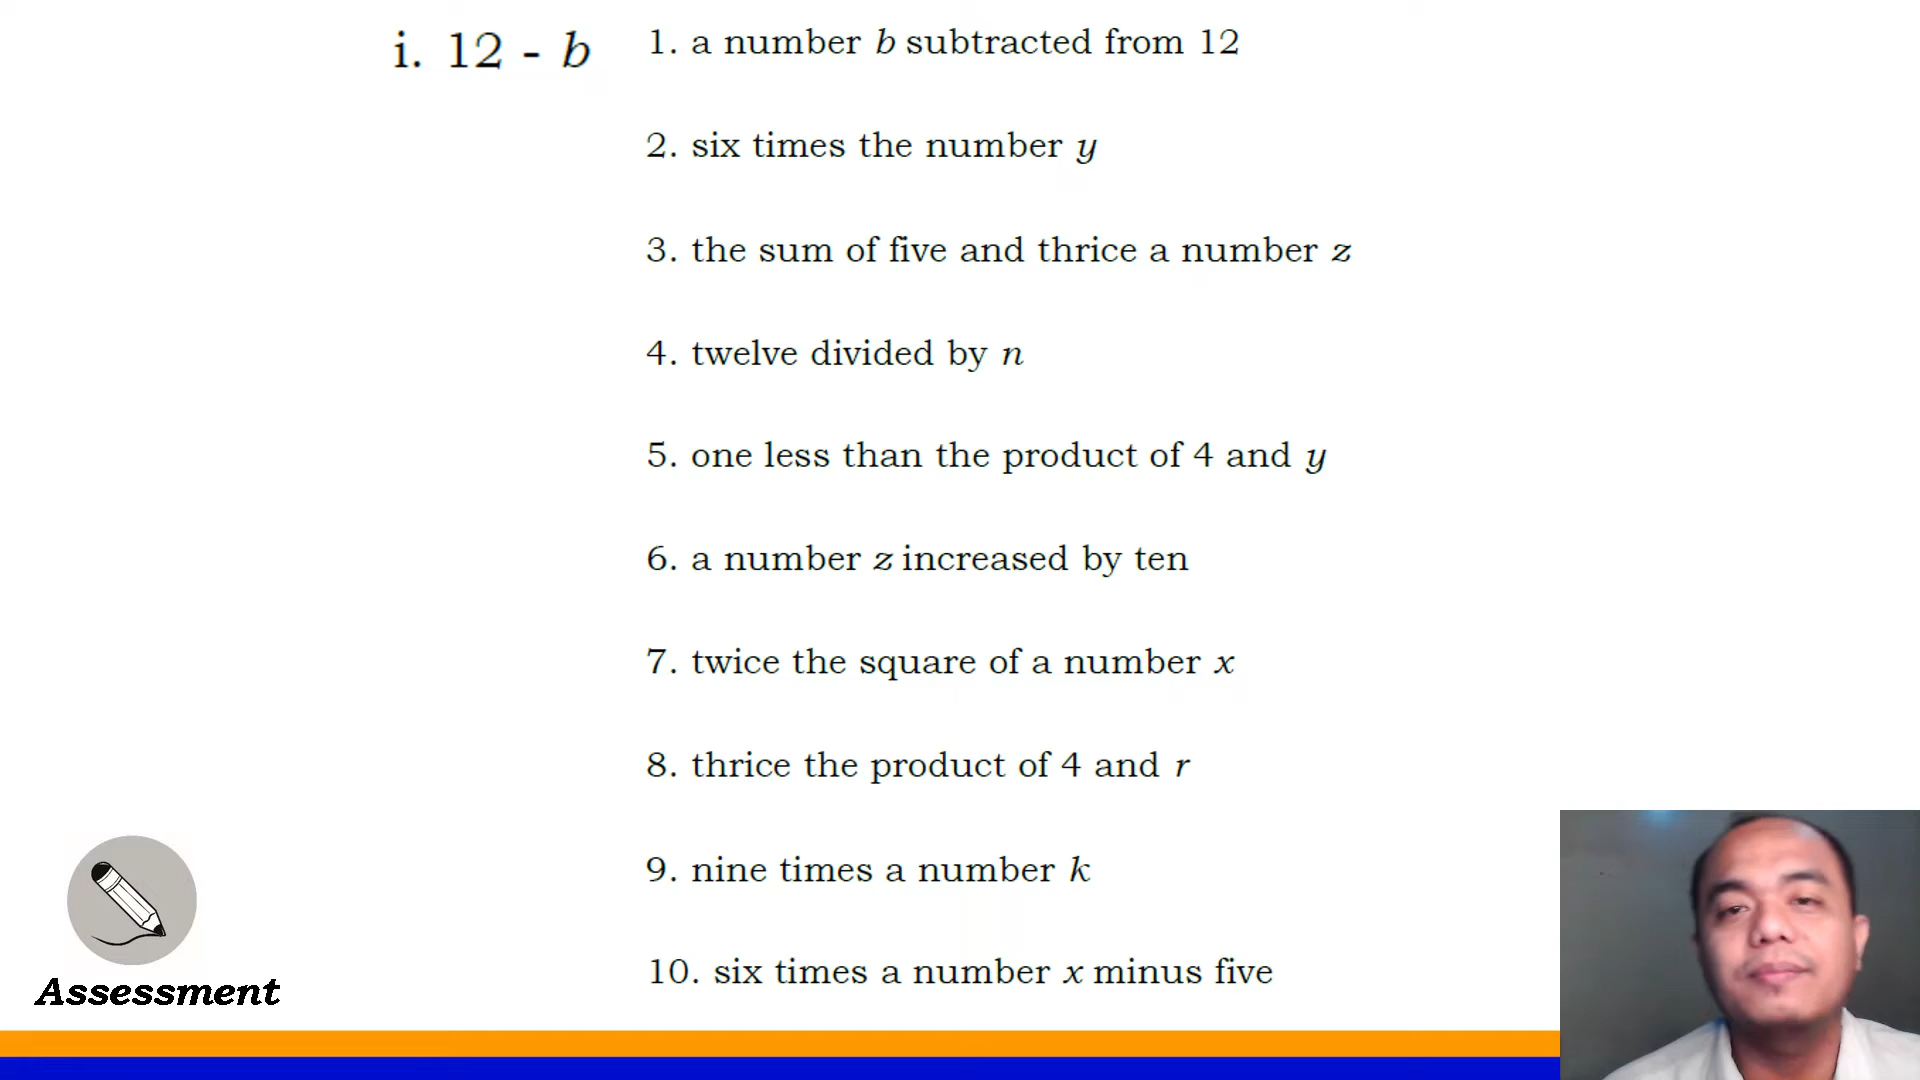 i. 12 - b
1. a number b subtracted from 12
2. six times the number y
3. the sum of five and thrice a number z
4. twelve divided by n
5. one less than the product of 4 and y
6. a number z increased by ten
7. twice the square of a number x
8. thrice the product of 4 and r
9. nine times a number k
10. six times a number x minus five
Assessment